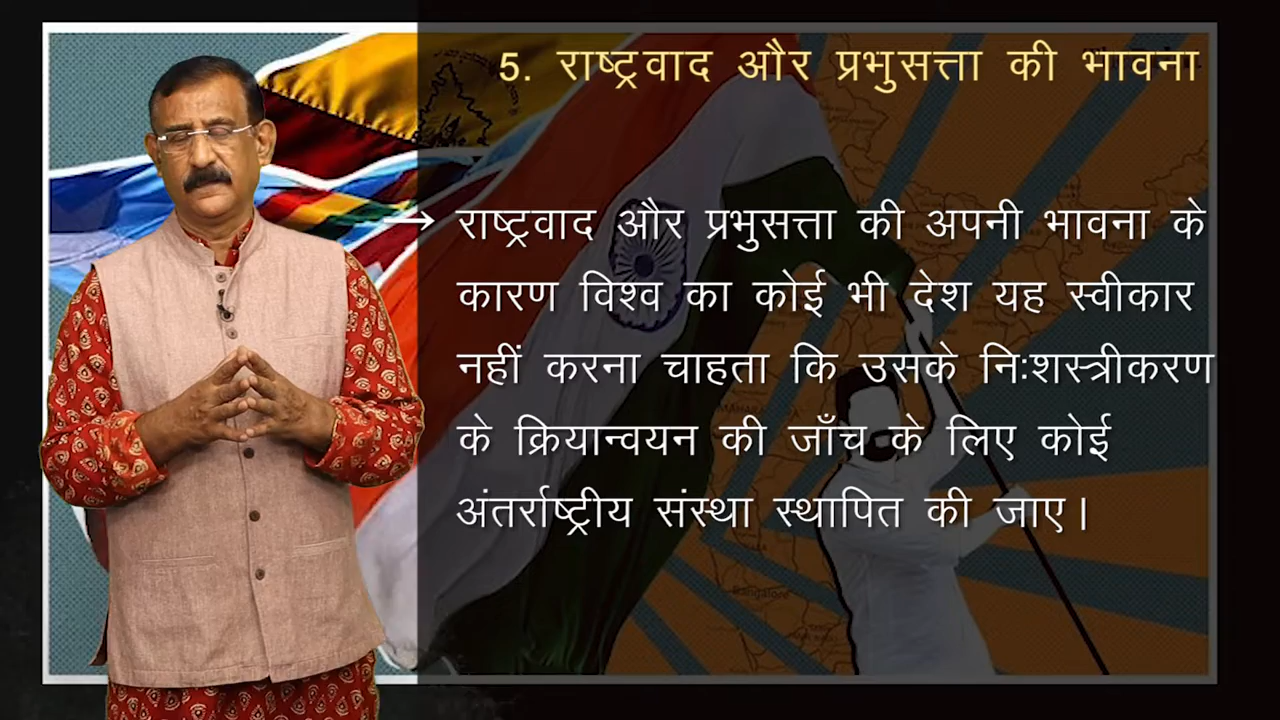 5. राष्ट्रवाद और प्रभुसत्ता की भावना
→ राष्ट्रवाद और प्रभुसत्ता की अपनी भावना के
कारण विश्व का कोई भी देश यह स्वीकार
नहीं करना चाहता कि उसके निःशस्त्रीकरण
के क्रियान्वयन की जाँच के लिए कोई
अंतर्राष्ट्रीय संस्था स्थापित की जाए।
Bangalore